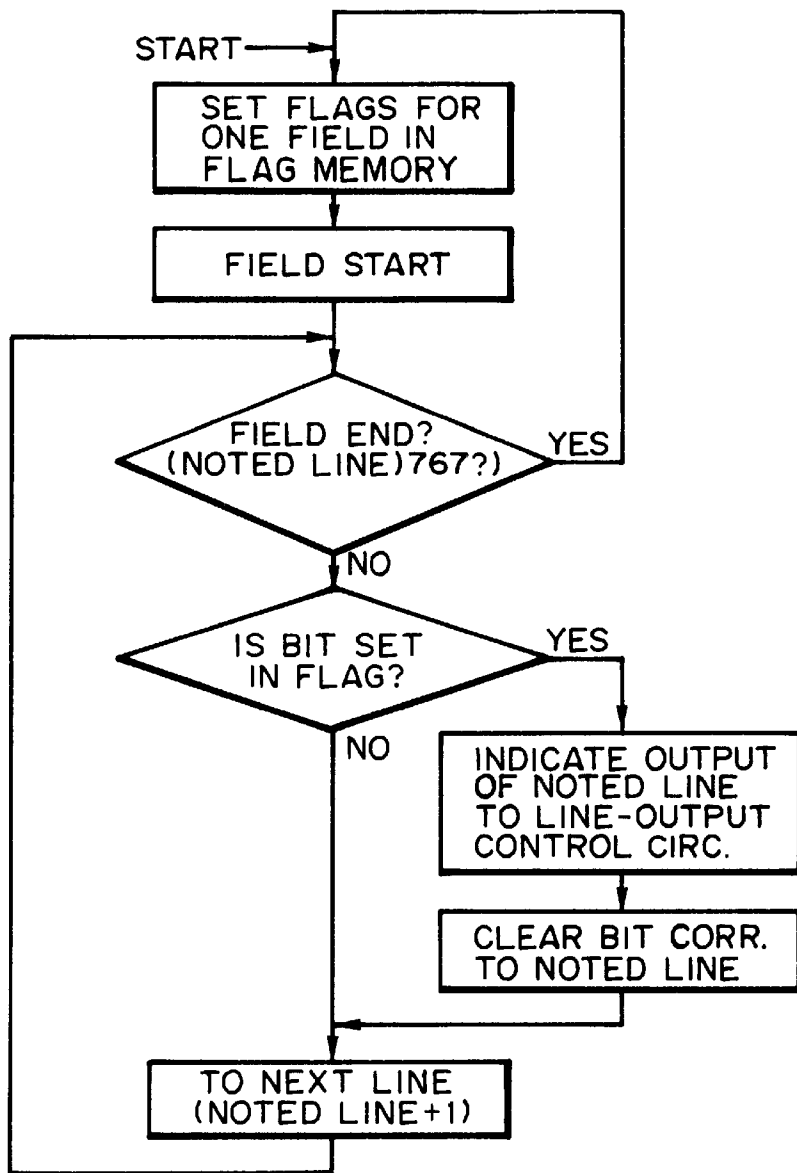 START
SET FLAGS FOR
ONE FIELD IN
FLAG MEMORY
FIELD START
FIELD END?
(NOTED LINE)767?)
YES
NO
IS BIT SET
IN FLAG?
YES
NO
INDICATE OUTPUT
OF NOTED LINE
TO LINE-OUTPUT
CONTROL CIRC.
CLEAR BIT CORR.
TO NOTED LINE
TO NEXT LINE
(NOTED LINE+1)